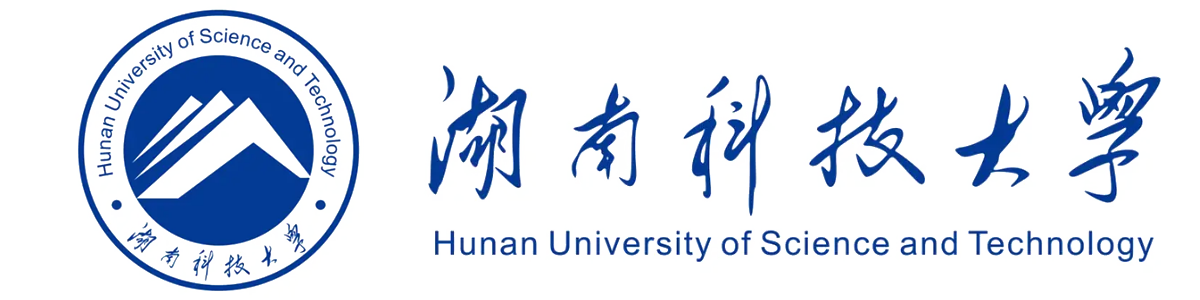 Hunan University of Science and Technology
湖南科技大学
湖南科技大學
Hunan University of Science and Technology